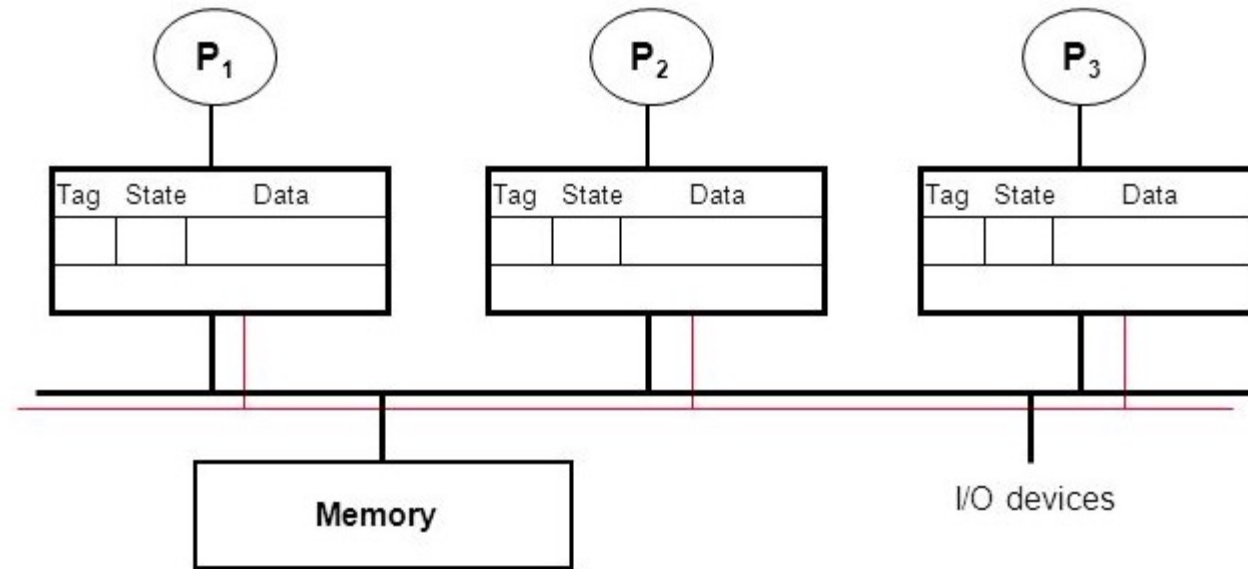 P1 P2 P3
Tag State Data Tag State Data Tag State Data
Memory
I/O devices